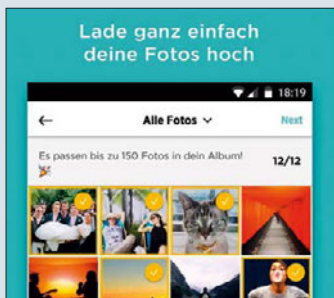 Lade ganz einfach
deine Fotos hoch
18:19
← Alle Fotos Next
Es passen bis zu 150 Fotos in dein Album! 12/12
🎉